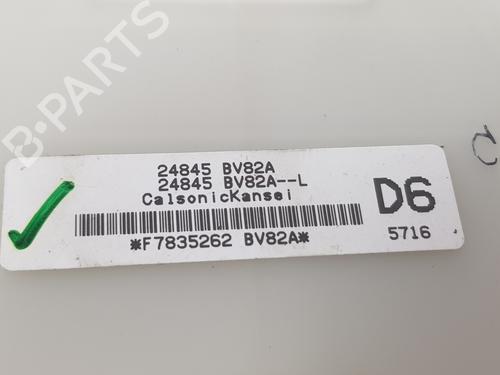 B-PARTS
24845 BV82A
24845 BV82A--L
CalsonicKansei
D6
*F7835262 BV82A*
5716
C